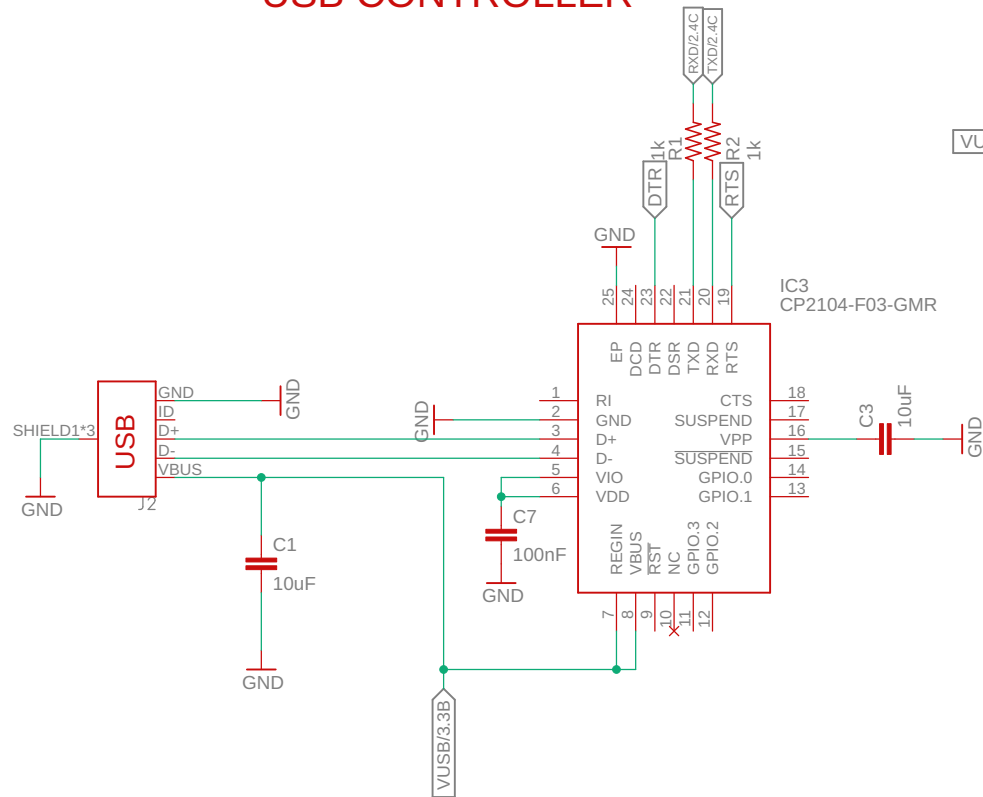 USB CONTROLLER
RXD/2.4C
TXD/2.4C
1k
R1
R2
1k
VU
DTR
RTS
GND
25
24
23
22
21
20
19
IC3
CP2104-F03-GMR
EP
DCD
DTR
DSR
TXD
RXD
RTS
USB
GND
ID
D+
D-
VBUS
SHIELD1*3
J2
GND
GND
GND
1
2
3
4
5
6
RI
GND
D+
D-
VIO
VDD
CTS
SUSPEND
VPP
SUSPEND
GPIO.0
GPIO.1
18
17
16
15
14
13
C3
10uF
GND
C1
10uF
GND
C7
100nF
GND
REGIN
VBUS
RST
NC
GPIO.3
GPIO.2
7
8
9
10
11
12
VUSB/3.3B